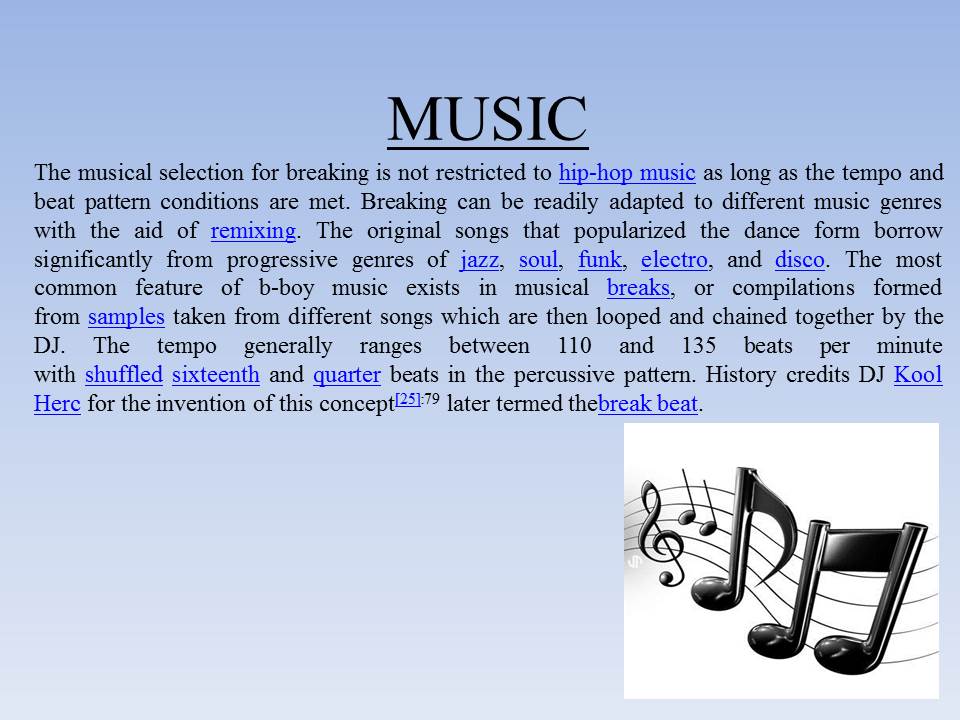 MUSIC
The musical selection for breaking is not restricted to hip-hop music as long as the tempo and
beat pattern conditions are met. Breaking can be readily adapted to different music genres
with the aid of remixing. The original songs that popularized the dance form borrow
significantly from progressive genres of jazz, soul, funk, electro, and disco. The most
common feature of b-boy music exists in musical breaks, or compilations formed
from samples taken from different songs which are then looped and chained together by the
DJ. The tempo generally ranges between 110 and 135 beats per minute
with shuffled sixteenth and quarter beats in the percussive pattern. History credits DJ Kool
Herc for the invention of this concept[25]:79 later termed thebreak beat.